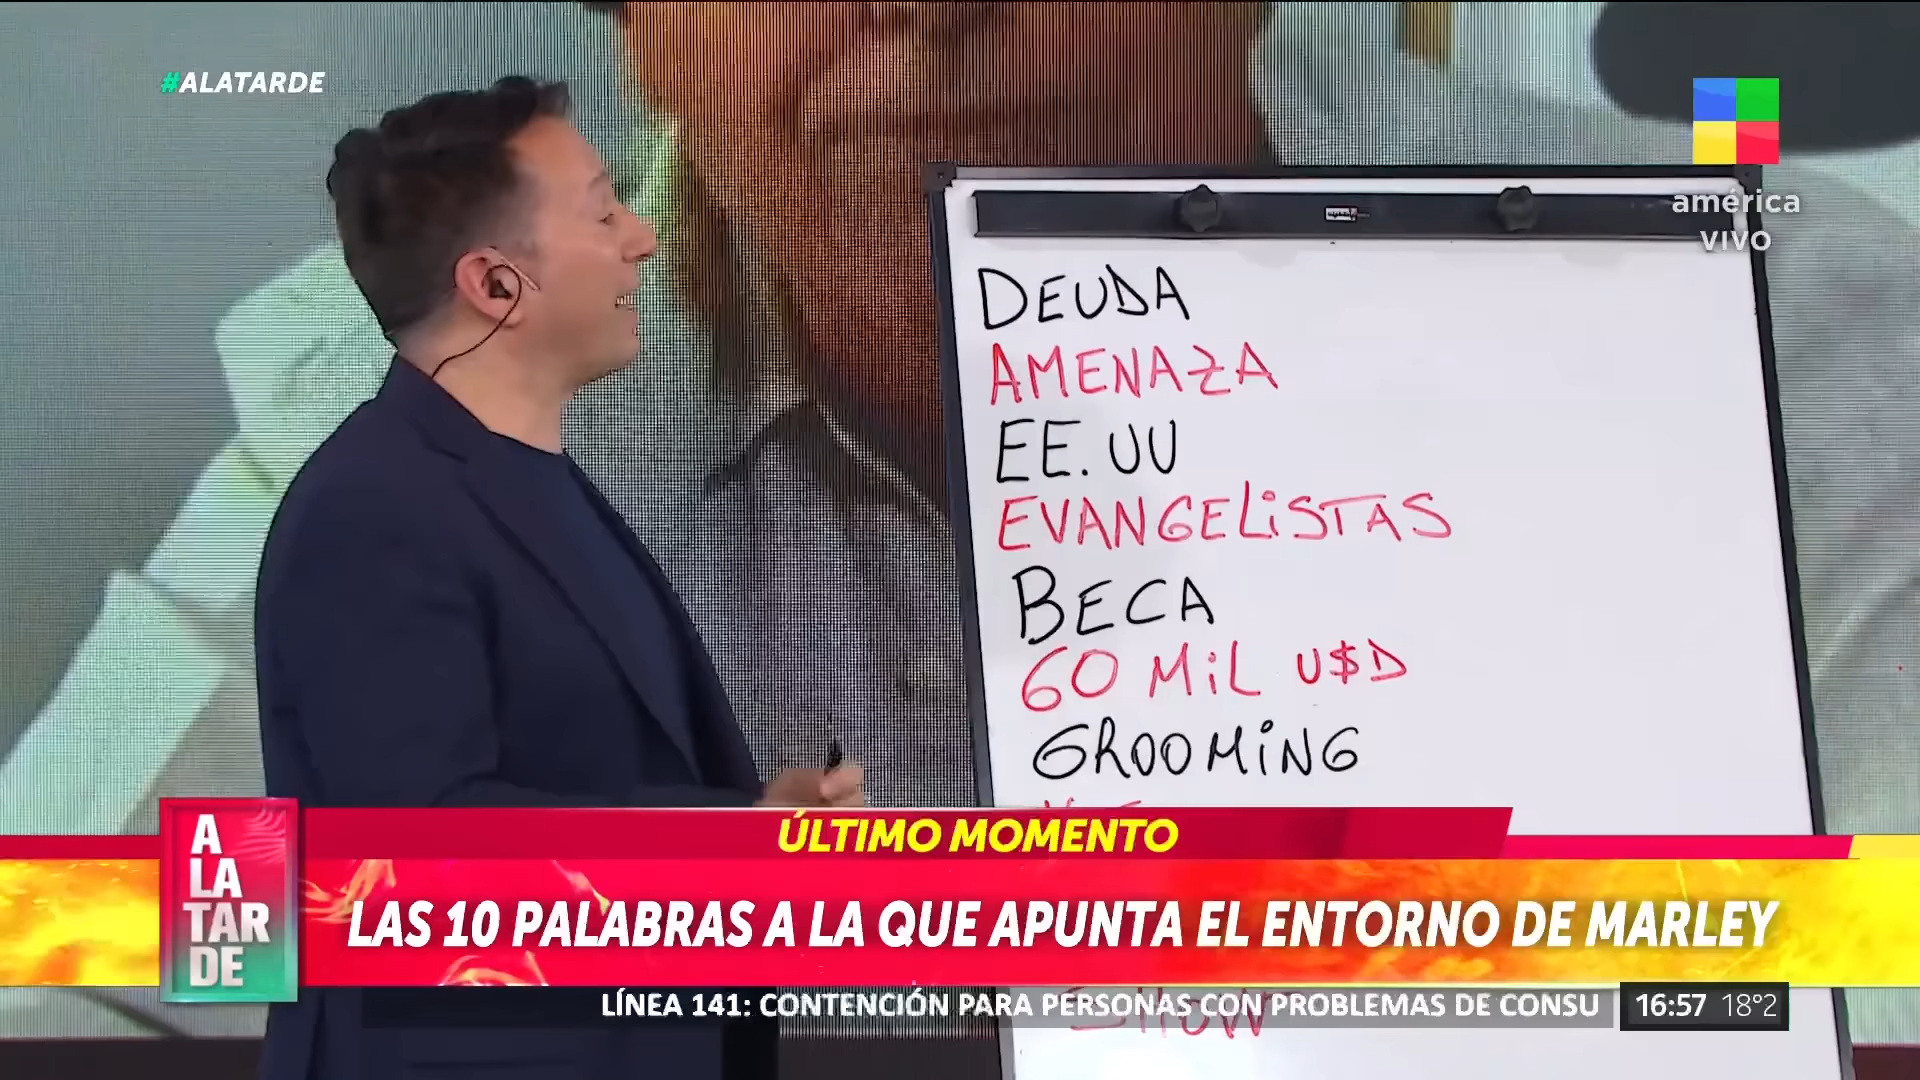 #ALATARDE
américa
VIVO
DEUDA
AMENAZA
EE.UU
EVANGELISTAS
BECA
60 MIL U$D
GROOMING
A
LA
TAR
DE
ÚLTIMO MOMENTO
LAS 10 PALABRAS A LA QUE APUNTA EL ENTORNO DE MARLEY
LÍNEA 141: CONTENCIÓN PARA PERSONAS CON PROBLEMAS DE CONSU
16:57 18°2